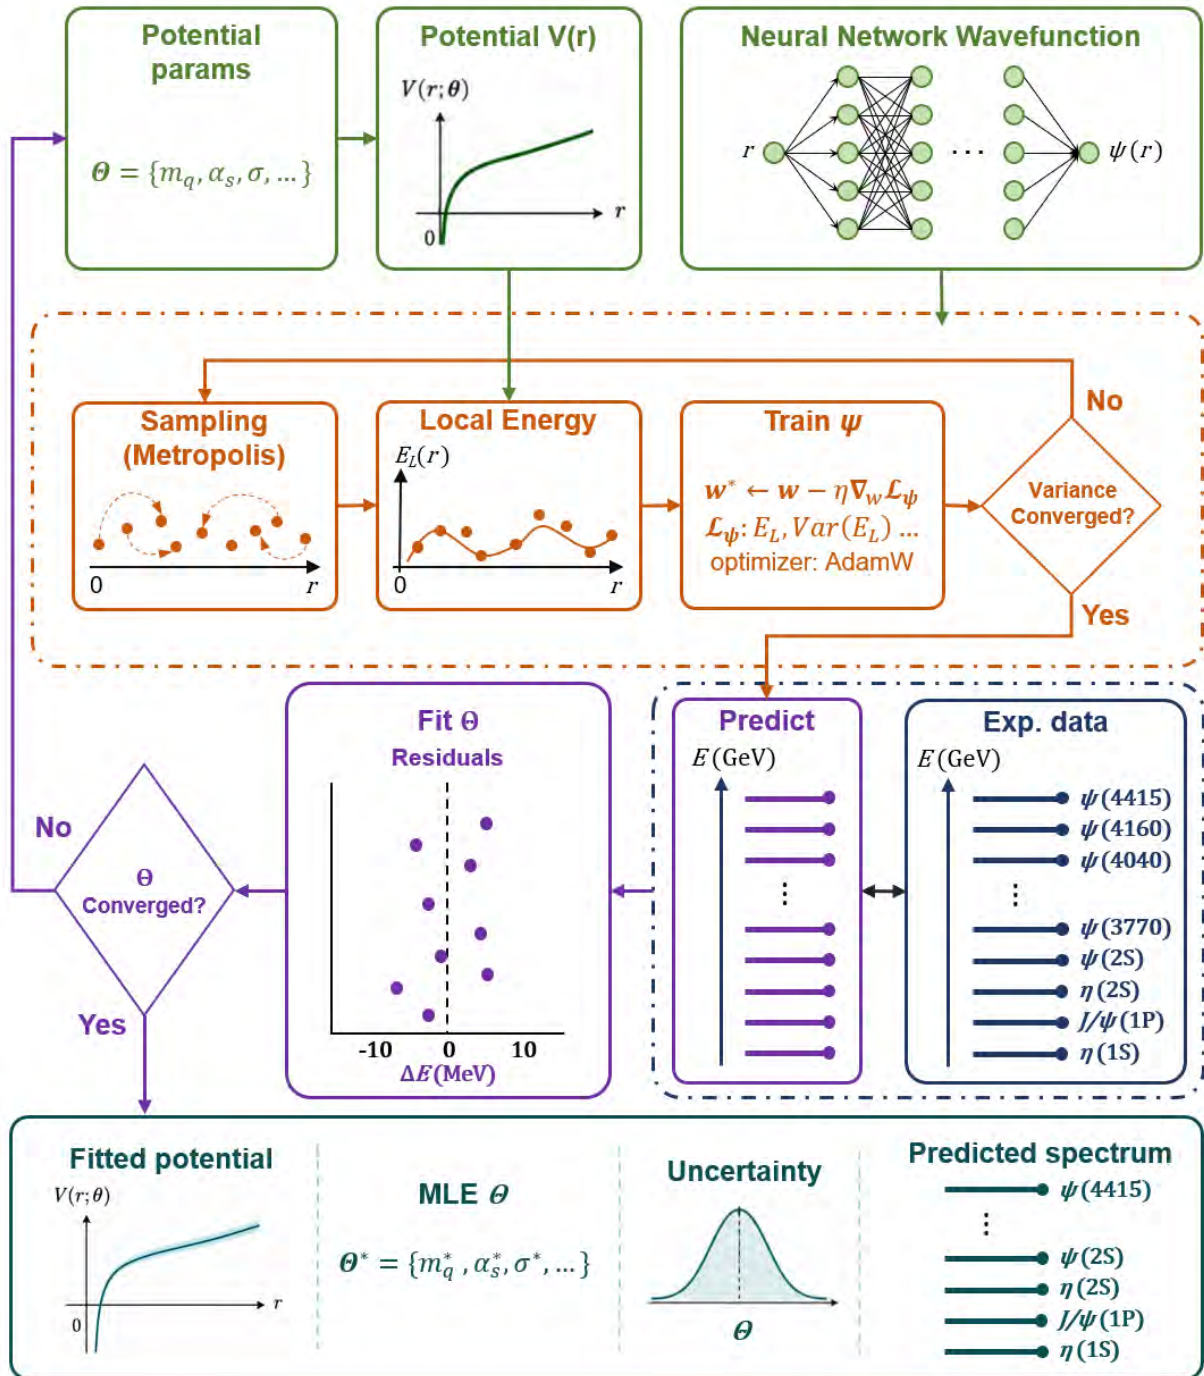 Potential
params
Θ = {m_q, α_s, σ, ...}
Potential V(r)
V(r; θ)
0
r
Neural Network Wavefunction
r
...
ψ(r)
Sampling
(Metropolis)
0
r
Local Energy
E_L(r)
0
r
Train ψ
w* ← w − η∇_w ℒ_ψ
ℒ_ψ: E_L, Var(E_L) ...
optimizer: AdamW
No
Variance
Converged?
Yes
No
Θ
Converged?
Yes
Fit Θ
Residuals
-10 0 10
ΔE(MeV)
Predict
E(GeV)
⋮
Exp. data
E(GeV)
ψ(4415)
ψ(4160)
ψ(4040)
⋮
ψ(3770)
ψ(2S)
η(2S)
J/ψ(1P)
η(1S)
Fitted potential
V(r; θ)
0
r
MLE Θ
Θ* = {m_q*, α_s*, σ*, ...}
Uncertainty
Θ
Predicted spectrum
ψ(4415)
⋮
ψ(2S)
η(2S)
J/ψ(1P)
η(1S)